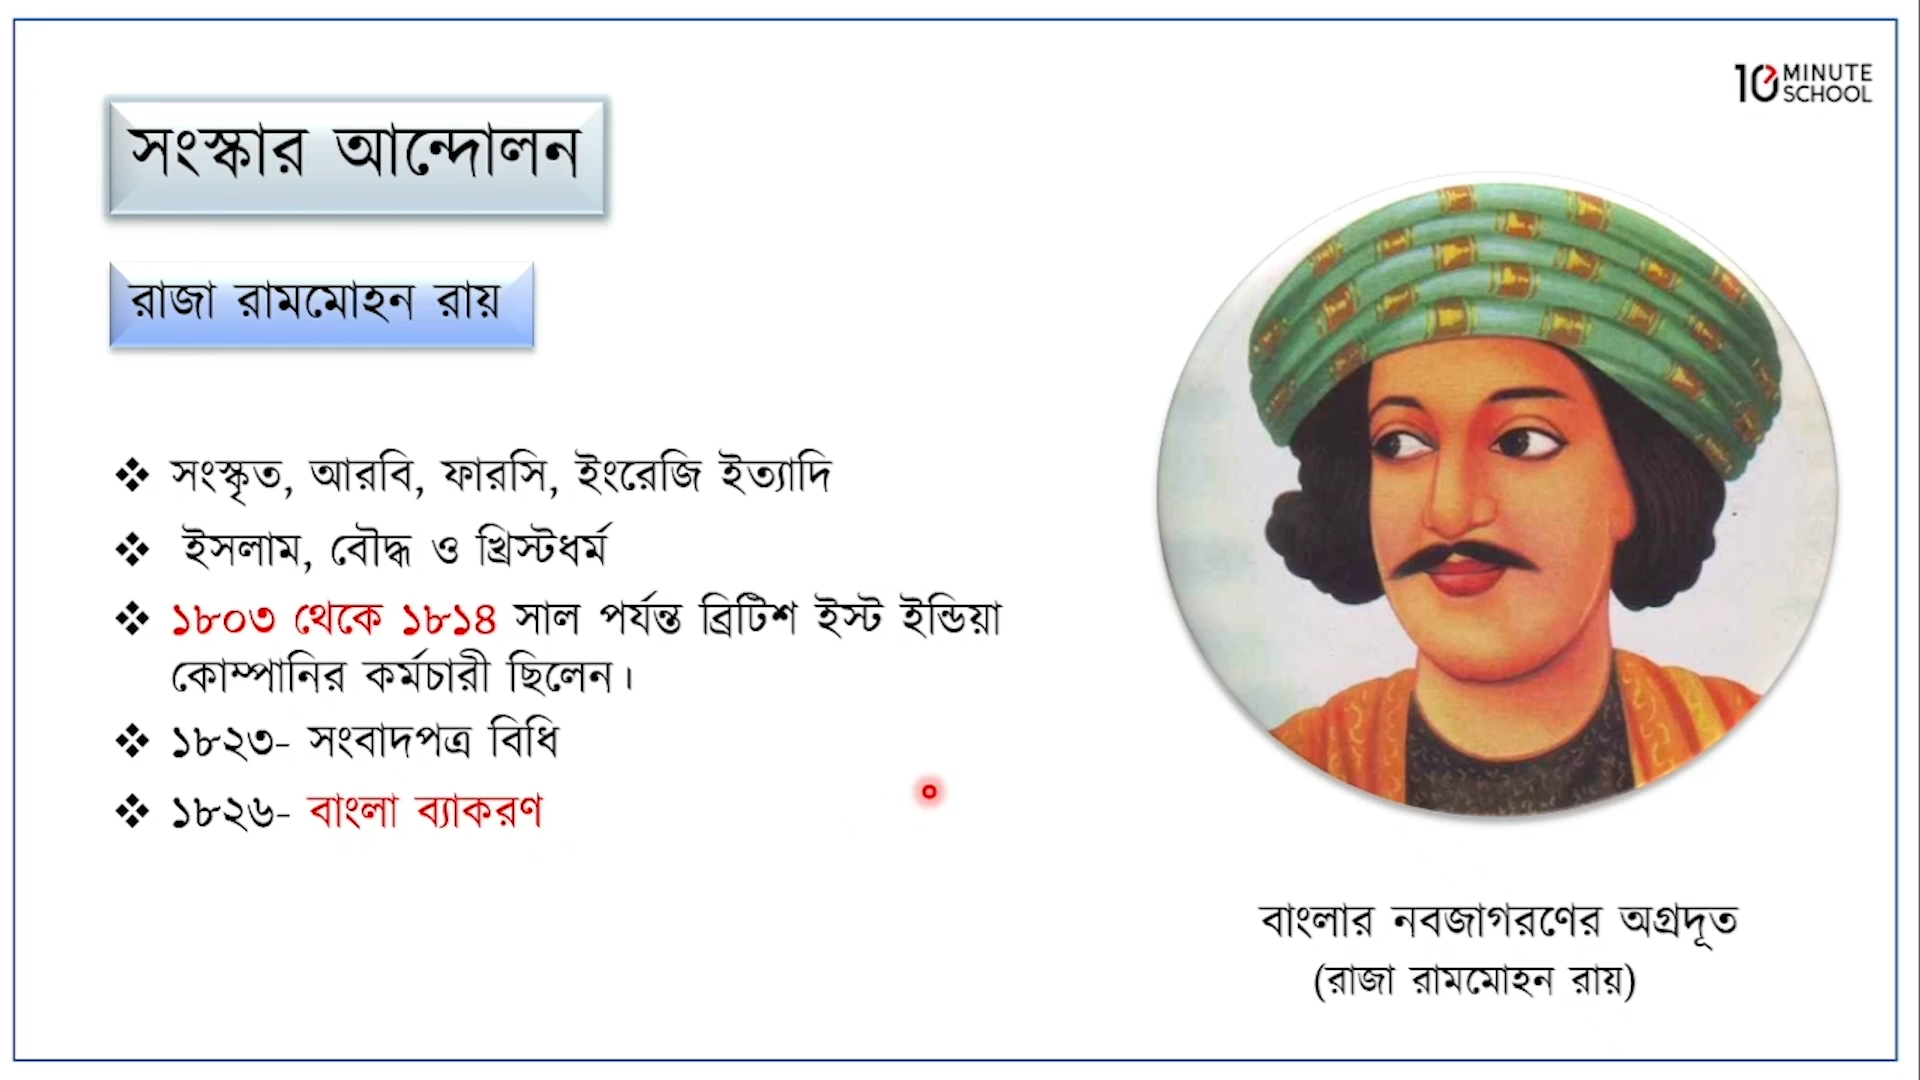 10 MINUTE
SCHOOL
সংস্কার আন্দোলন
রাজা রামমোহন রায়
❖ সংস্কৃত, আরবি, ফারসি, ইংরেজি ইত্যাদি
❖ ইসলাম, বৌদ্ধ ও খ্রিস্টধর্ম
❖ ১৮০৩ থেকে ১৮১৪ সাল পর্যন্ত ব্রিটিশ ইস্ট ইন্ডিয়া
কোম্পানির কর্মচারী ছিলেন।
❖ ১৮২৩- সংবাদপত্র বিধি
❖ ১৮২৬- বাংলা ব্যাকরণ
বাংলার নবজাগরণের অগ্রদূত
(রাজা রামমোহন রায়)